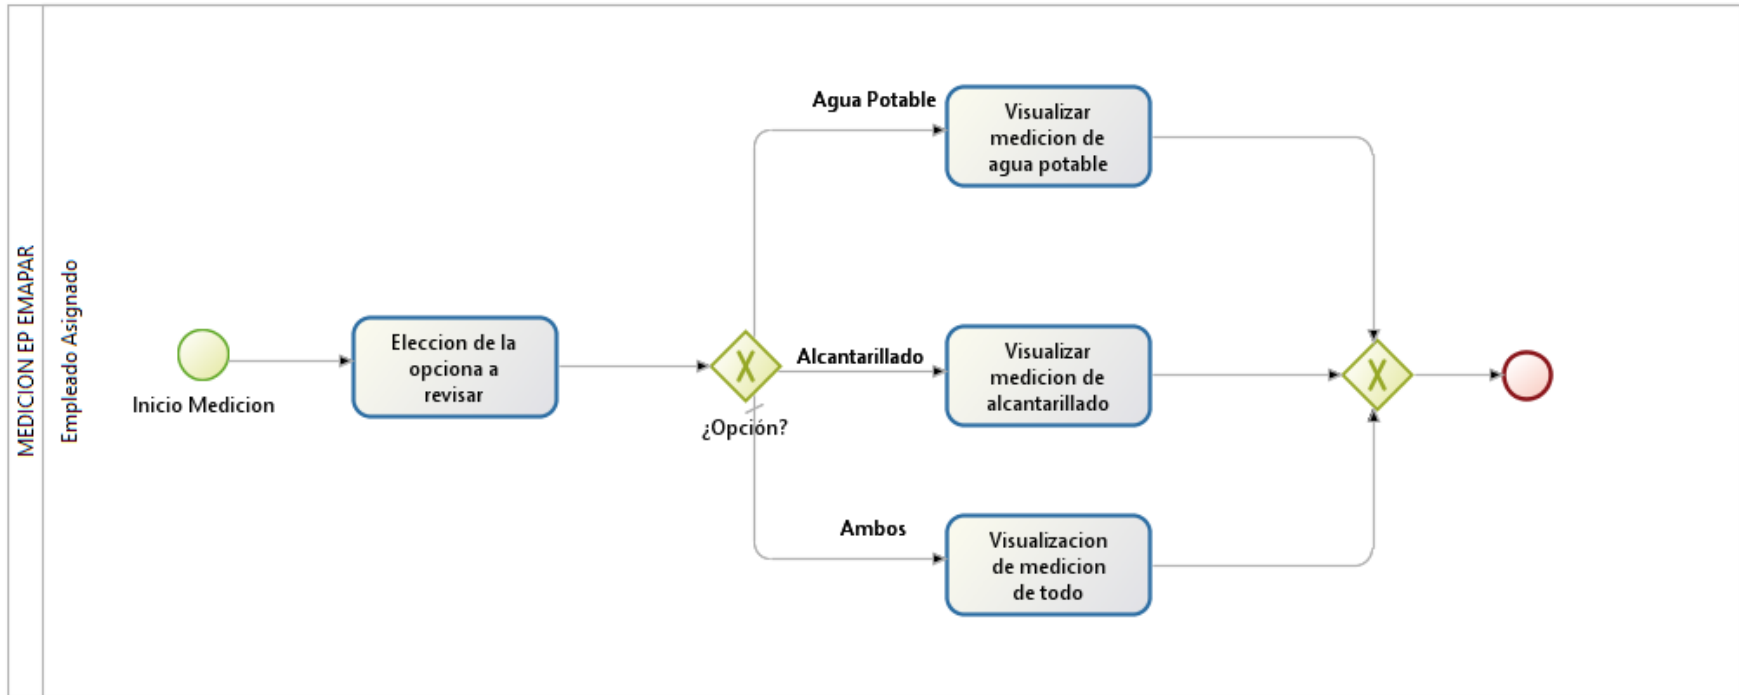 MEDICION EP EMAPAR
Empleado Asignado
Inicio Medicion
Eleccion de la
opciona a
revisar
¿Opción?
Agua Potable
Visualizar
medicion de
agua potable
Alcantarillado
Visualizar
medicion de
alcantarillado
Ambos
Visualizacion
de medicion
de todo